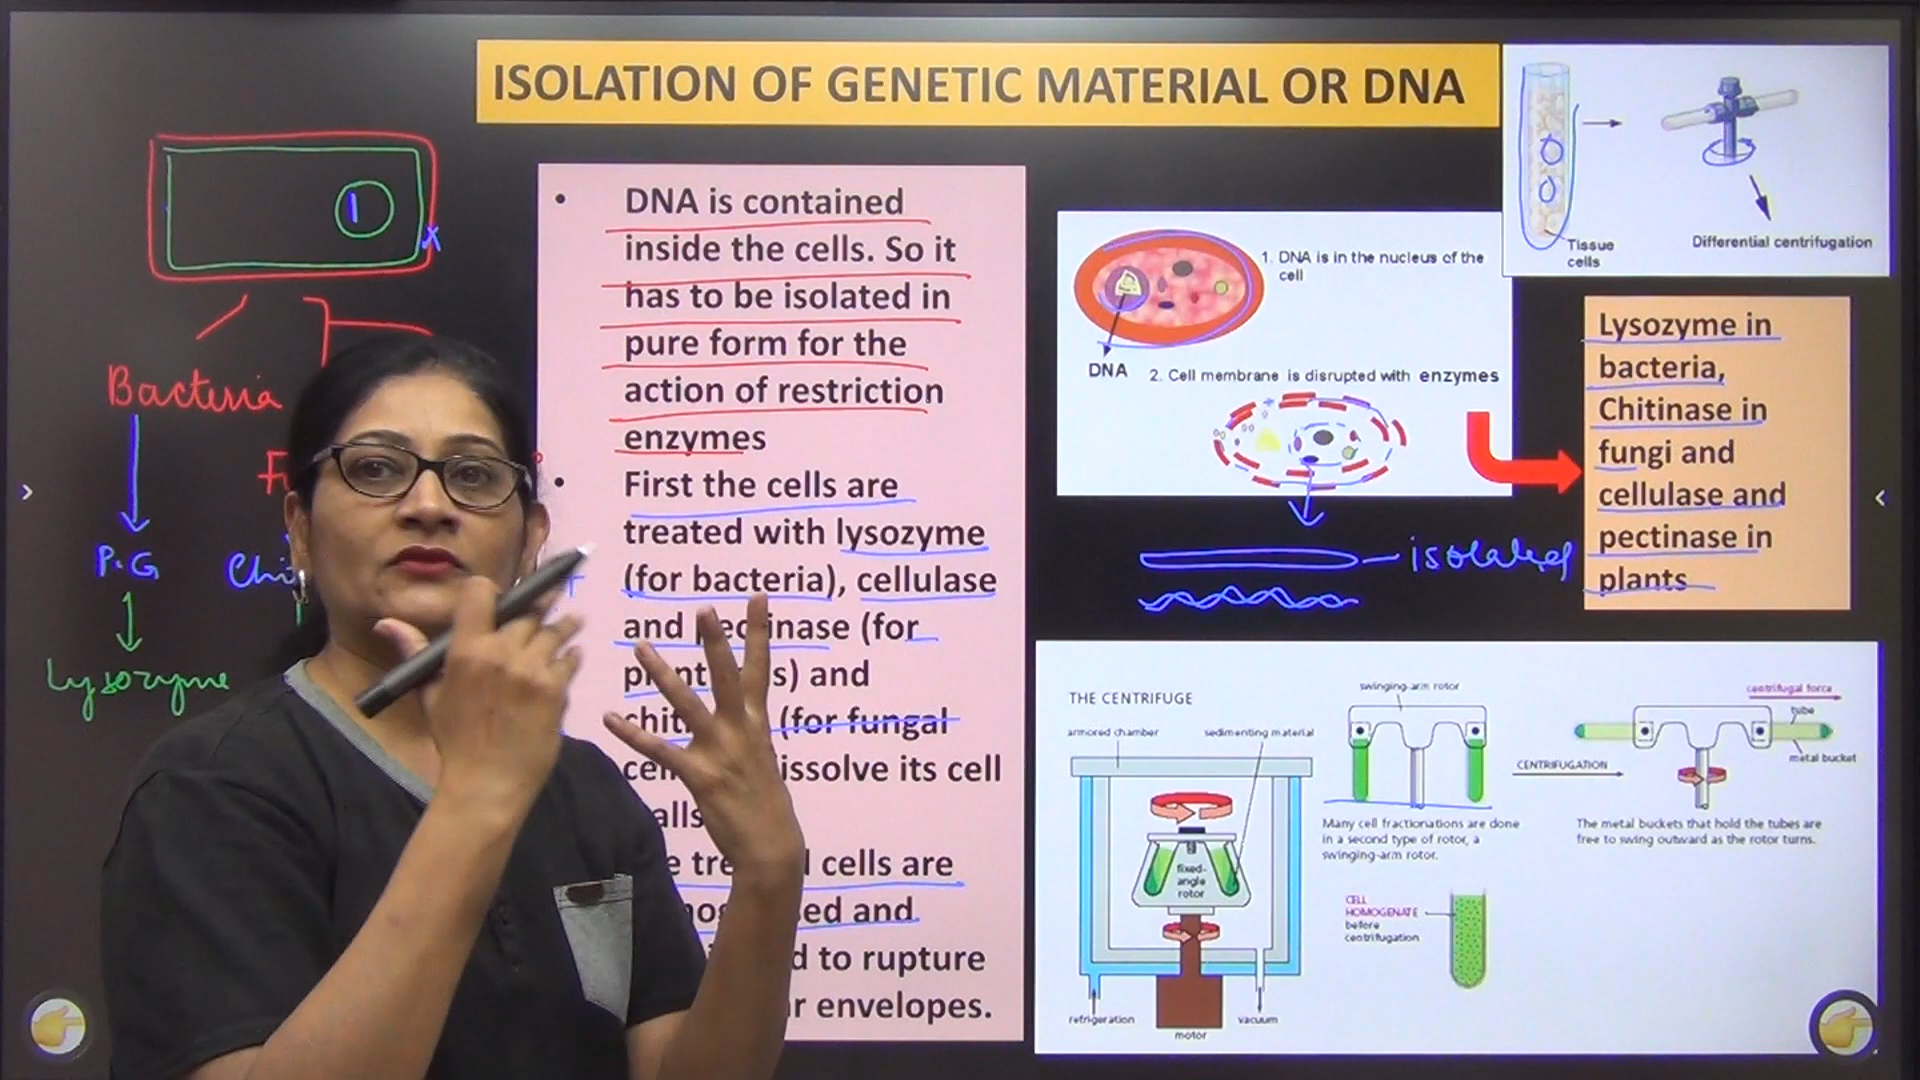 ISOLATION OF GENETIC MATERIAL OR DNA
Bacteria
P.G
Lysozyme
• DNA is contained
inside the cells. So it
has to be isolated in
pure form for the
action of restriction
enzymes
• First the cells are
treated with lysozyme
(for bacteria), cellulase
and
(for
and
(for fungal
its cell
cells are
and
to rupture
envelopes.
1. DNA is in the nucleus of the
cell
DNA
2. Cell membrane is disrupted with enzymes
isolated
Tissue
cells
Differential centrifugation
Lysozyme in
bacteria,
Chitinase in
fungi and
cellulase and
pectinase in
plants
THE CENTRIFUGE
armored chamber
sedimenting material
fixed-
angle
rotor
refrigeration
motor
vacuum
swinging-arm rotor
CENTRIFUGATION
centrifugal force
tube
metal bucket
Many cell fractionations are done
in a second type of rotor, a
swinging-arm rotor.
The metal buckets that hold the tubes are
free to swing outward as the rotor turns.
CELL
HOMOGENATE
before
centrifugation